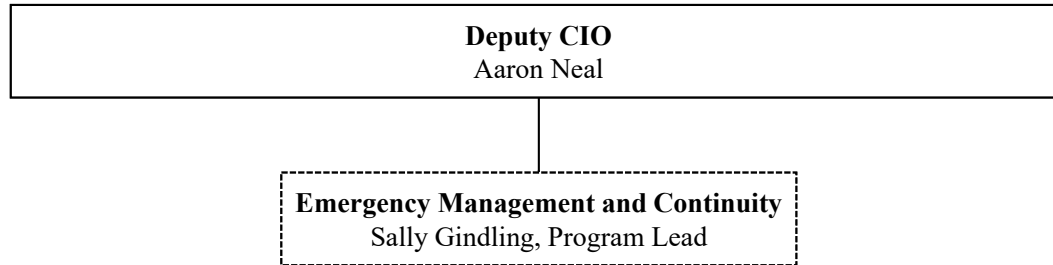 Deputy CIO
Aaron Neal
Emergency Management and Continuity
Sally Gindling, Program Lead